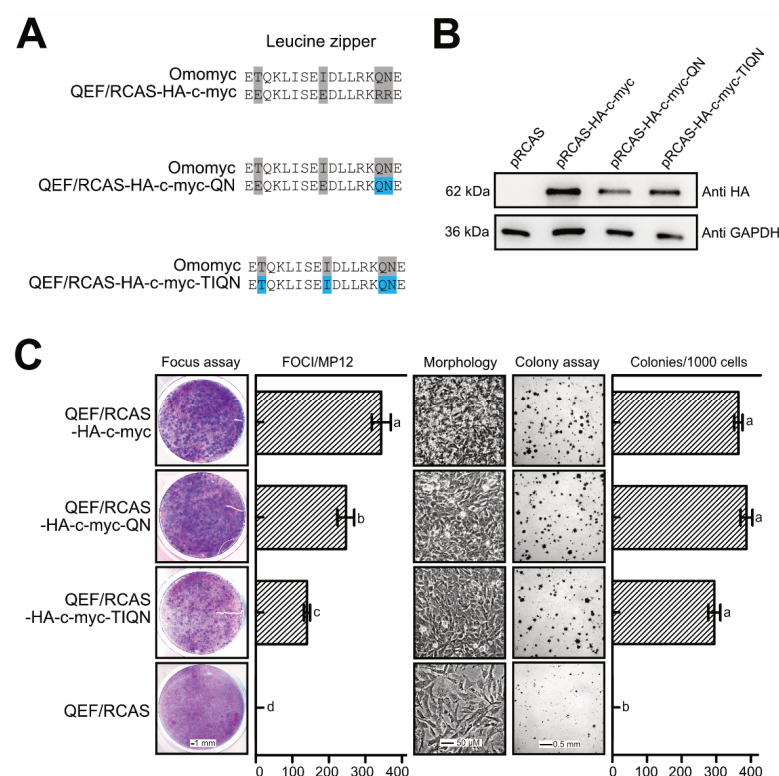 A
Leucine zipper
Omomyc ETQKLISEIDLLRKQNE
QEF/RCAS-HA-c-myc EEQKLISEEDLLRKRRE
Omomyc ETQKLISEIDLLRKQNE
QEF/RCAS-HA-c-myc-QN EEQKLISEEDLLRKQNE
Omomyc ETQKLISEIDLLRKQNE
QEF/RCAS-HA-c-myc-TIQN ETQKLISEIDLLRKQNE
B
pRCAS
pRCAS-HA-c-myc
pRCAS-HA-c-myc-QN
pRCAS-HA-c-myc-TIQN
62 kDa Anti HA
36 kDa Anti GAPDH
C
Focus assay FOCI/MP12 Morphology Colony assay Colonies/1000 cells
QEF/RCAS
-HA-c-myc
a a
QEF/RCAS
-HA-c-myc-QN
b a
QEF/RCAS
-HA-c-myc-TIQN
c a
QEF/RCAS
d b
1 mm 50 µM 0.5 mm
0 100 200 300 400 0 100 200 300 400